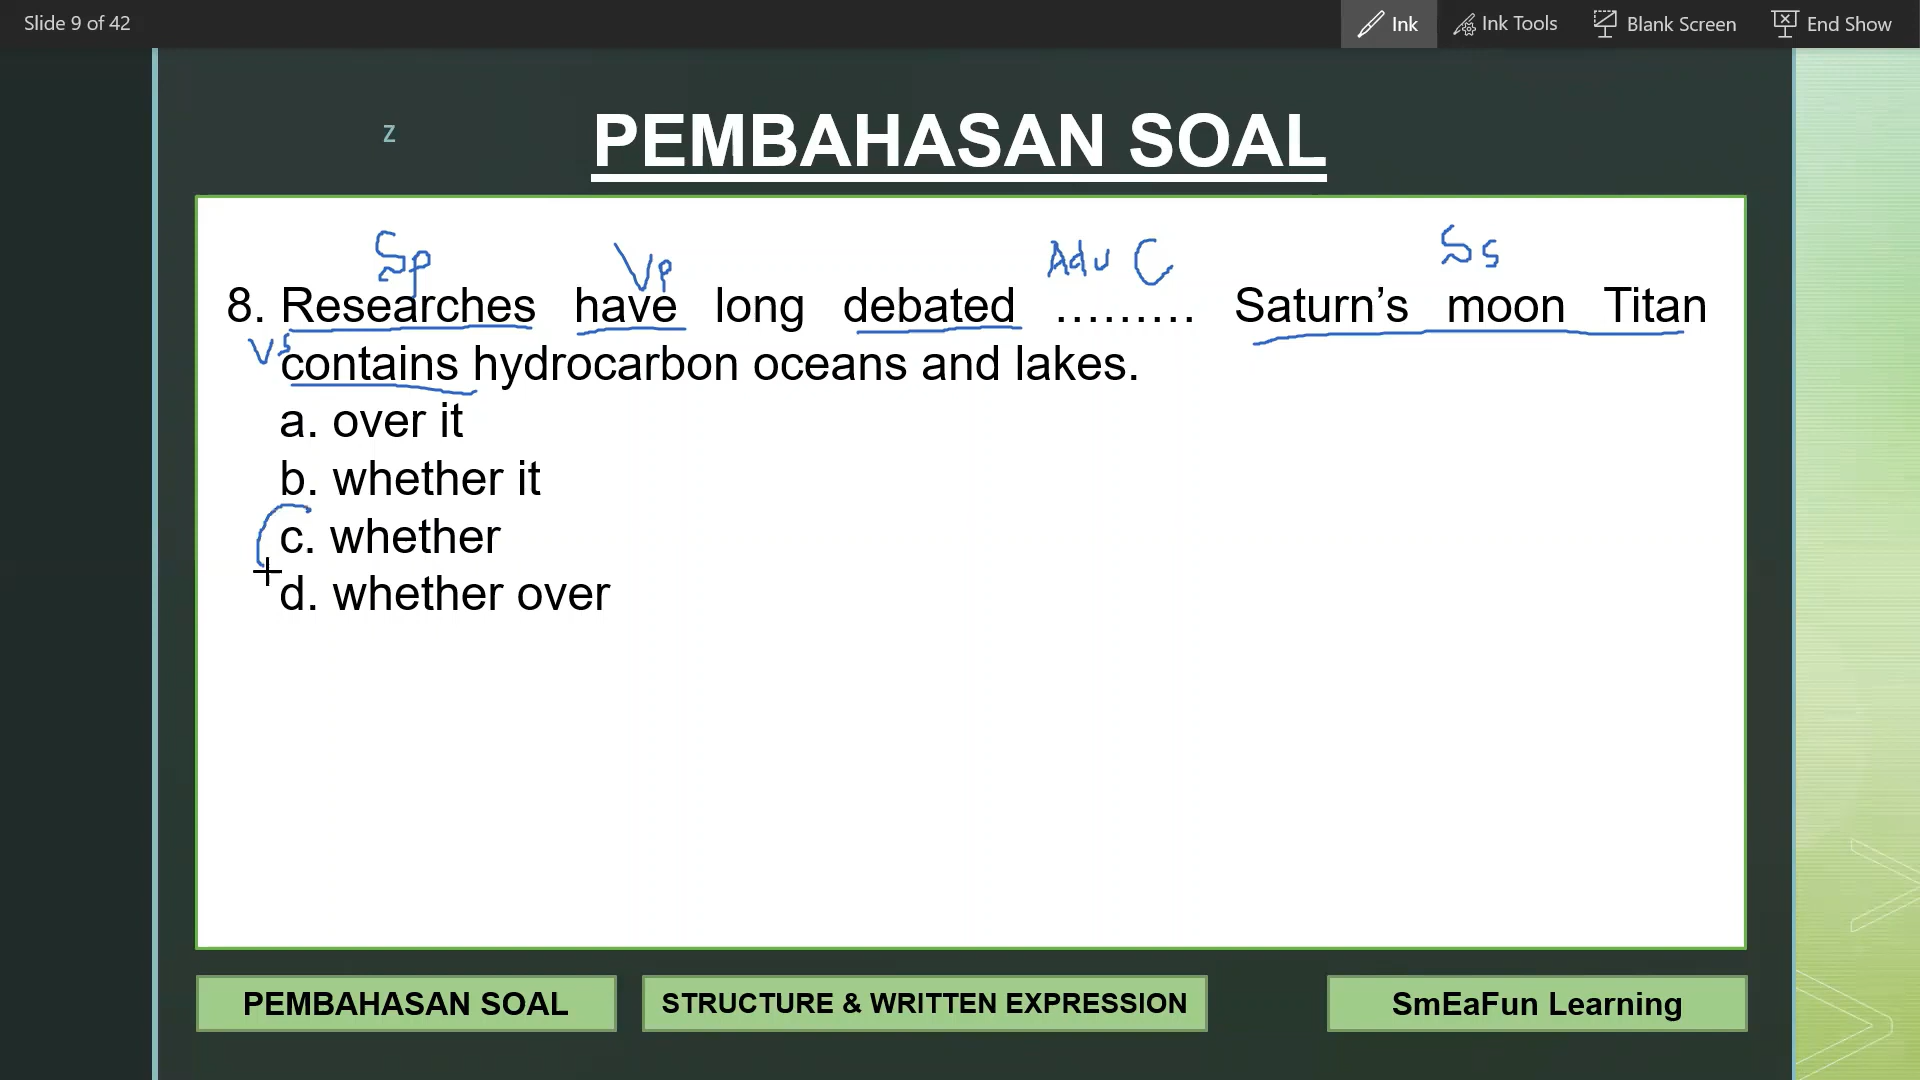 Slide 9 of 42
Ink
Ink Tools
Blank Screen
End Show
z
PEMBAHASAN SOAL
Sp Vp Adv C Ss
8. Researches have long debated ……… Saturn’s moon Titan
Vs contains hydrocarbon oceans and lakes.
a. over it
b. whether it
c. whether
d. whether over
PEMBAHASAN SOAL
STRUCTURE & WRITTEN EXPRESSION
SmEaFun Learning